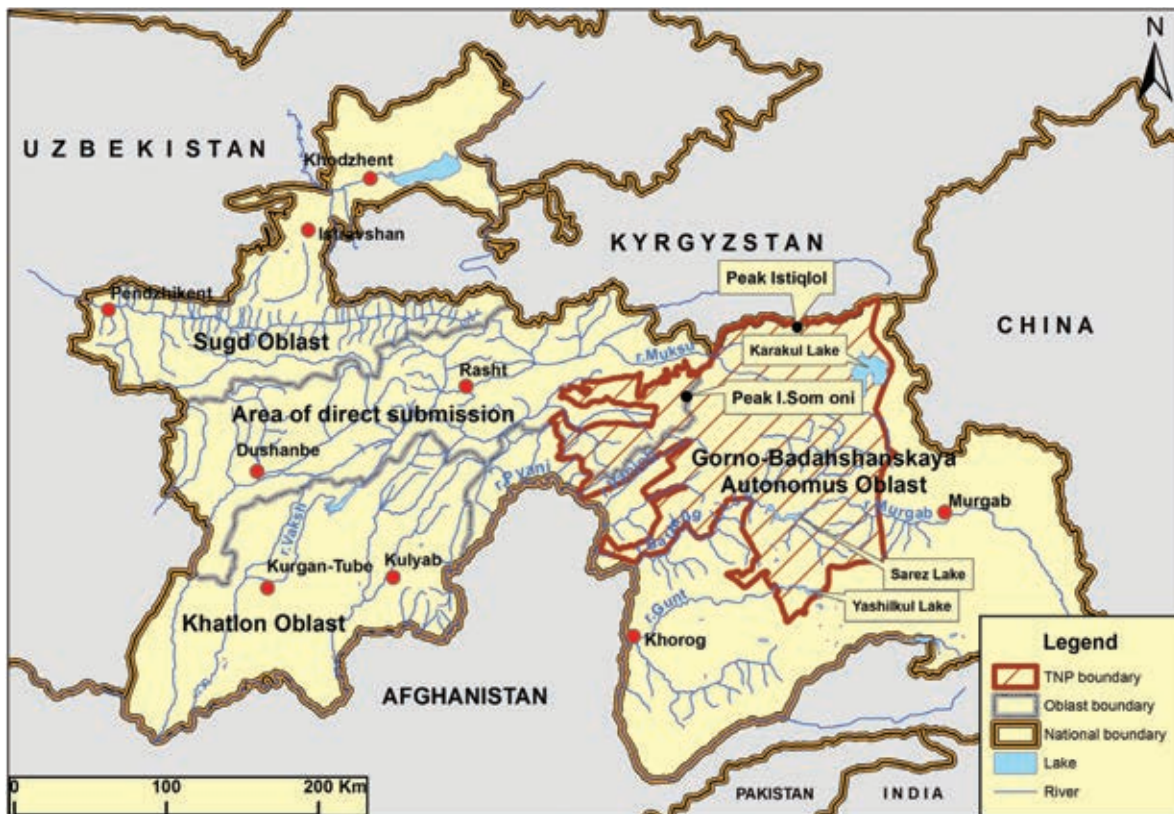 N
UZBEKISTAN
Khodzhent
Istravshan
KYRGYZSTAN
Peak Istiqlol
CHINA
Pendzhikent
Sugd Oblast
Karakul Lake
r.Muksu
Rasht
Peak I.Som oni
Area of direct submission
Dushanbe
Gorno-Badahshanskaya
Autonomus Oblast
Murgab
r.Murgab
r.Vaksh
Kurgan-Tube
Kulyab
Sarez Lake
Yashilkul Lake
r.Gunt
Khatlon Oblast
Khorog
AFGHANISTAN
Legend
TNP boundary
Oblast boundary
National boundary
Lake
River
0 100 200 Km
PAKISTAN
INDIA